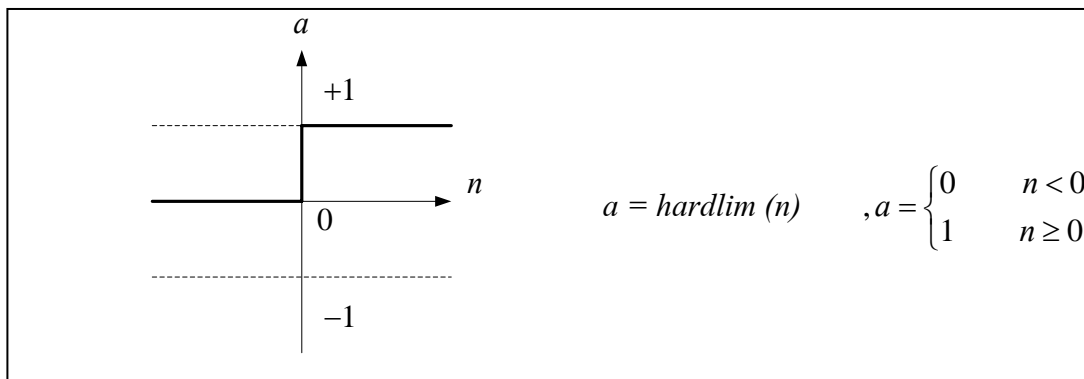 a
+1
n
0
−1
a = hardlim (n) , a = { 0 n < 0
1 n ≥ 0